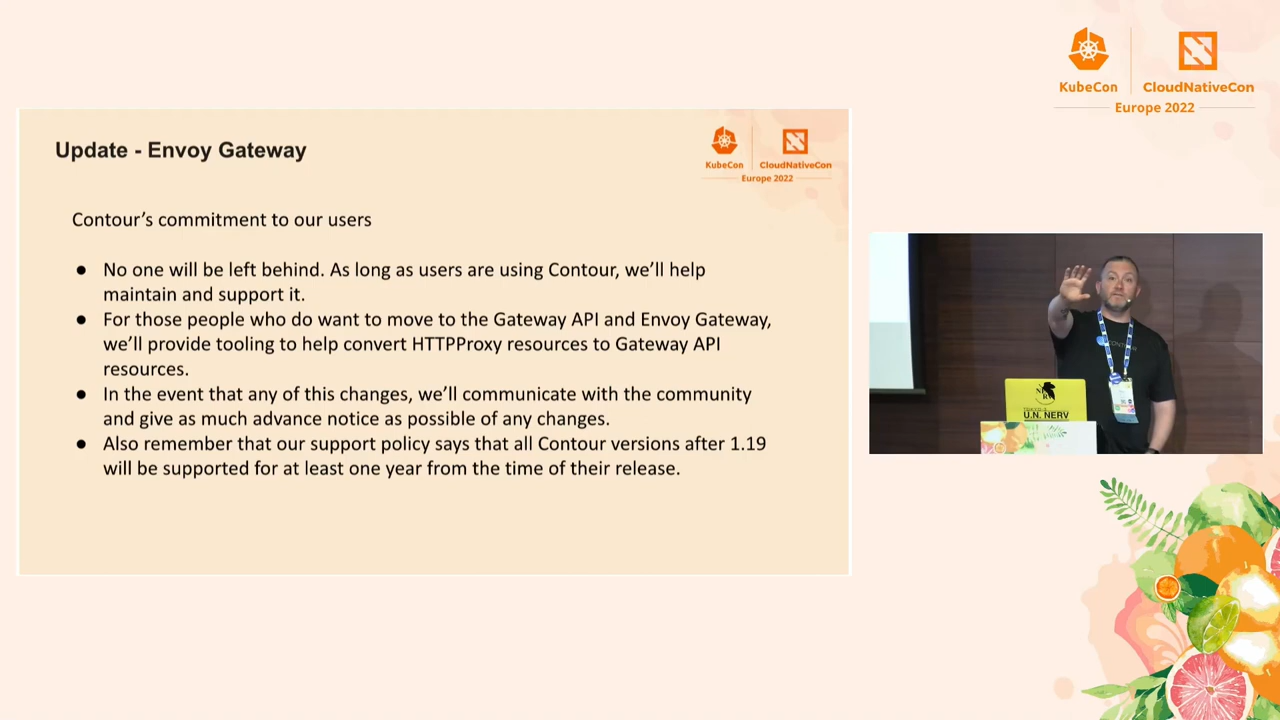 KubeCon
CloudNativeCon
Europe 2022
Update - Envoy Gateway
KubeCon
CloudNativeCon
Europe 2022
Contour’s commitment to our users
● No one will be left behind. As long as users are using Contour, we’ll help
maintain and support it.
● For those people who do want to move to the Gateway API and Envoy Gateway,
we’ll provide tooling to help convert HTTPProxy resources to Gateway API
resources.
● In the event that any of this changes, we’ll communicate with the community
and give as much advance notice as possible of any changes.
● Also remember that our support policy says that all Contour versions after 1.19
will be supported for at least one year from the time of their release.
U.N. NERV